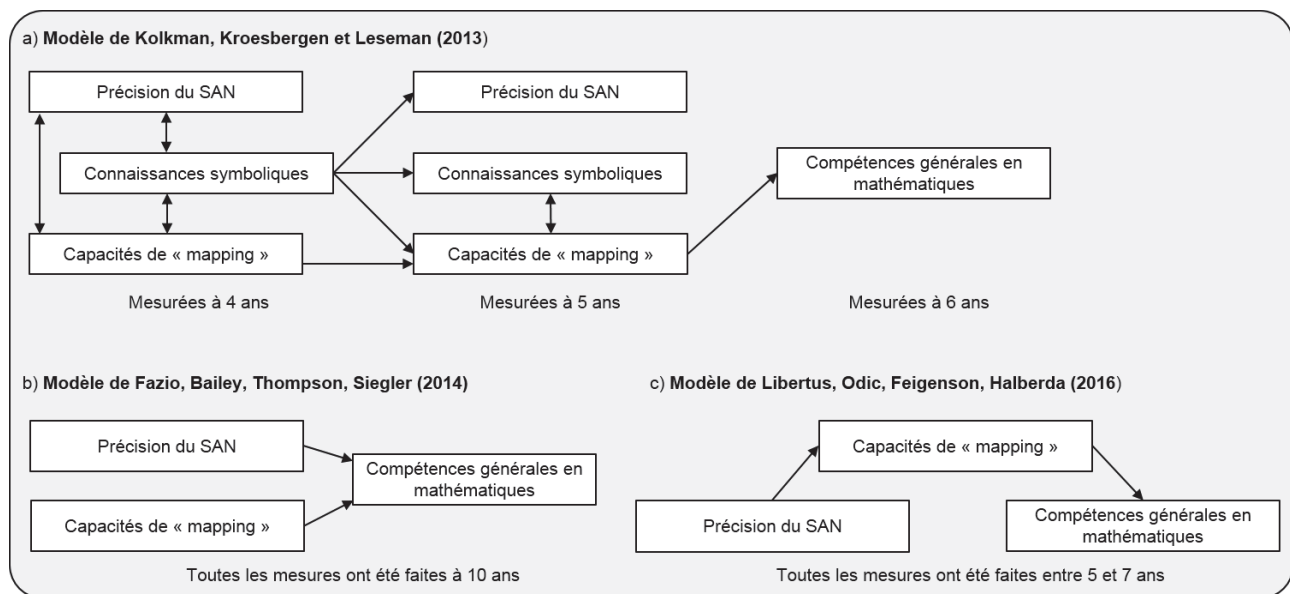 a) Modèle de Kolkman, Kroesbergen et Leseman (2013)
Précision du SAN
Précision du SAN
Connaissances symboliques
Connaissances symboliques
Compétences générales en
mathématiques
Capacités de « mapping »
Capacités de « mapping »
Mesurées à 4 ans
Mesurées à 5 ans
Mesurées à 6 ans
b) Modèle de Fazio, Bailey, Thompson, Siegler (2014)
Précision du SAN
Compétences générales en
mathématiques
Capacités de « mapping »
Toutes les mesures ont été faites à 10 ans
c) Modèle de Libertus, Odic, Feigenson, Halberda (2016)
Capacités de « mapping »
Précision du SAN
Compétences générales en
mathématiques
Toutes les mesures ont été faites entre 5 et 7 ans